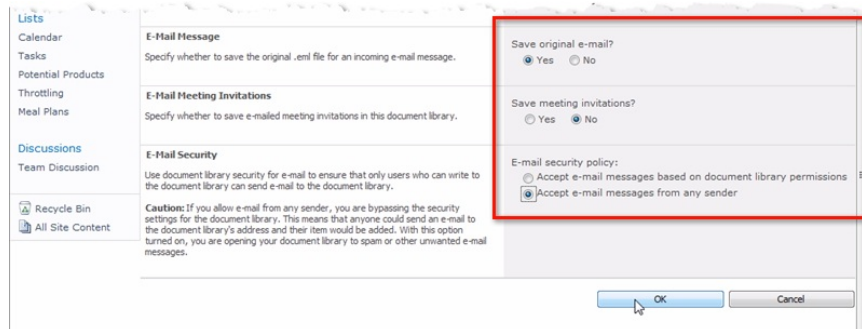 Lists
Calendar
Tasks
Potential Products
Throttling
Meal Plans
Discussions
Team Discussion
Recycle Bin
All Site Content
E-Mail Message
Specify whether to save the original .eml file for an incoming e-mail message.
Save original e-mail?
Yes No
E-Mail Meeting Invitations
Specify whether to save e-mailed meeting invitations in this document library.
Save meeting invitations?
Yes No
E-Mail Security
Use document library security for e-mail to ensure that only users who can write to
the document library can send e-mail to the document library.
Caution: If you allow e-mail from any sender, you are bypassing the security
settings for the document library. This means that anyone could send an e-mail to
the document library's address and their item would be added. With this option
turned on, you are opening your document library to spam or other unwanted e-mail
messages.
E-mail security policy:
Accept e-mail messages based on document library permissions
Accept e-mail messages from any sender
OK Cancel